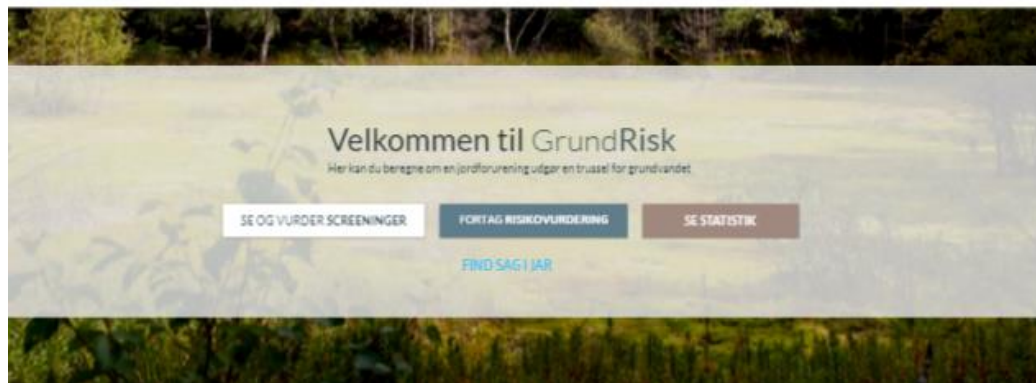 Velkommen til GrundRisk
Her kan du beregne om en jordforurening udgør en trussel for grundvandet
SE OG VURDER SCREENINGER
FORTAG RISIKOVURDERING
SE STATISTIK
FIND SAG I JAR